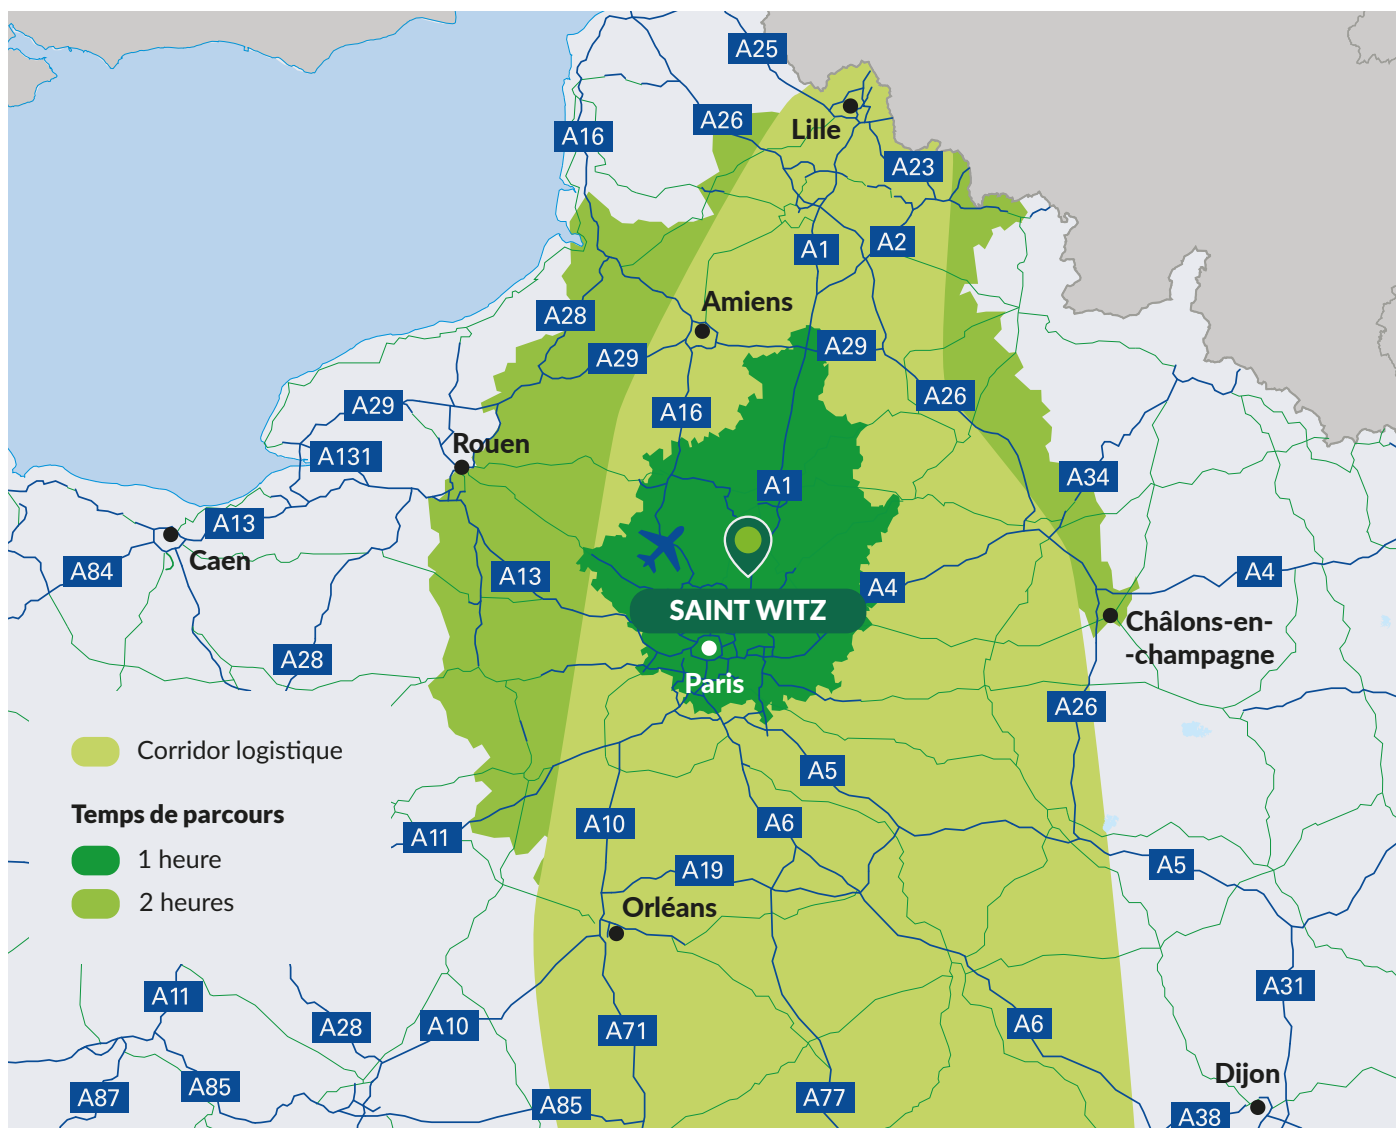 A25
A26
A16
Lille
A23
A1
A2
Amiens
A28
A29
A29
A26
A29
A16
Rouen
A131
A34
A1
A13
Caen
A84
A13
A4
A4
SAINT WITZ
Châlons-en-
-champagne
A28
Paris
A26
Corridor logistique
A5
Temps de parcours
A10
A6
A11
1 heure
A5
A19
2 heures
Orléans
A11
A31
A28
A10
A71
A6
Dijon
A87
A85
A85
A77
A38